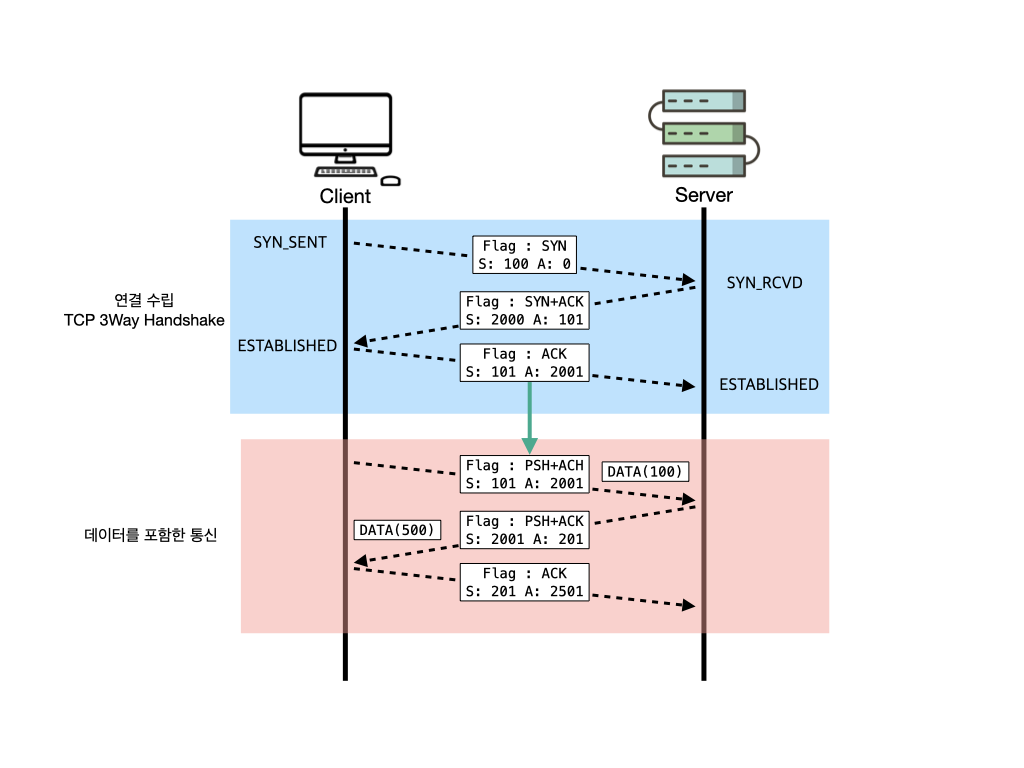 Client
Server
SYN_SENT
Flag : SYN
S: 100 A: 0
SYN_RCVD
연결 수립
TCP 3Way Handshake
Flag : SYN+ACK
S: 2000 A: 101
ESTABLISHED
Flag : ACK
S: 101 A: 2001
ESTABLISHED
Flag : PSH+ACH
S: 101 A: 2001
DATA(100)
데이터를 포함한 통신
DATA(500)
Flag : PSH+ACK
S: 2001 A: 201
Flag : ACK
S: 201 A: 2501